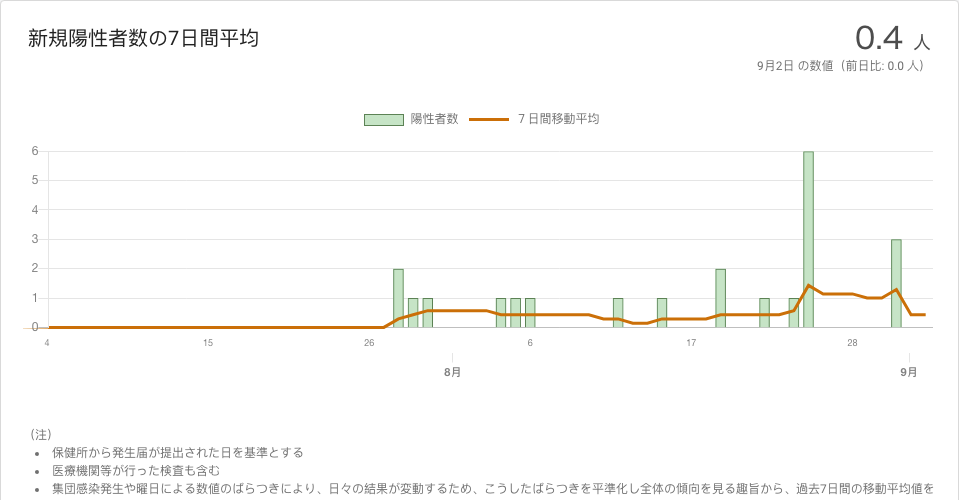 新規陽性者数の7日間平均
0.4 人
9月2日 の数値（前日比: 0.0 人）
陽性者数 7 日間移動平均
6
5
4
3
2
1
0
4 15 26 6 17 28
8月 9月
（注）
• 保健所から発生届が提出された日を基準とする
• 医療機関等が行った検査も含む
• 集団感染発生や曜日による数値のばらつきにより、日々の結果が変動するため、こうしたばらつきを平準化し全体の傾向を見る趣旨から、過去7日間の移動平均値を